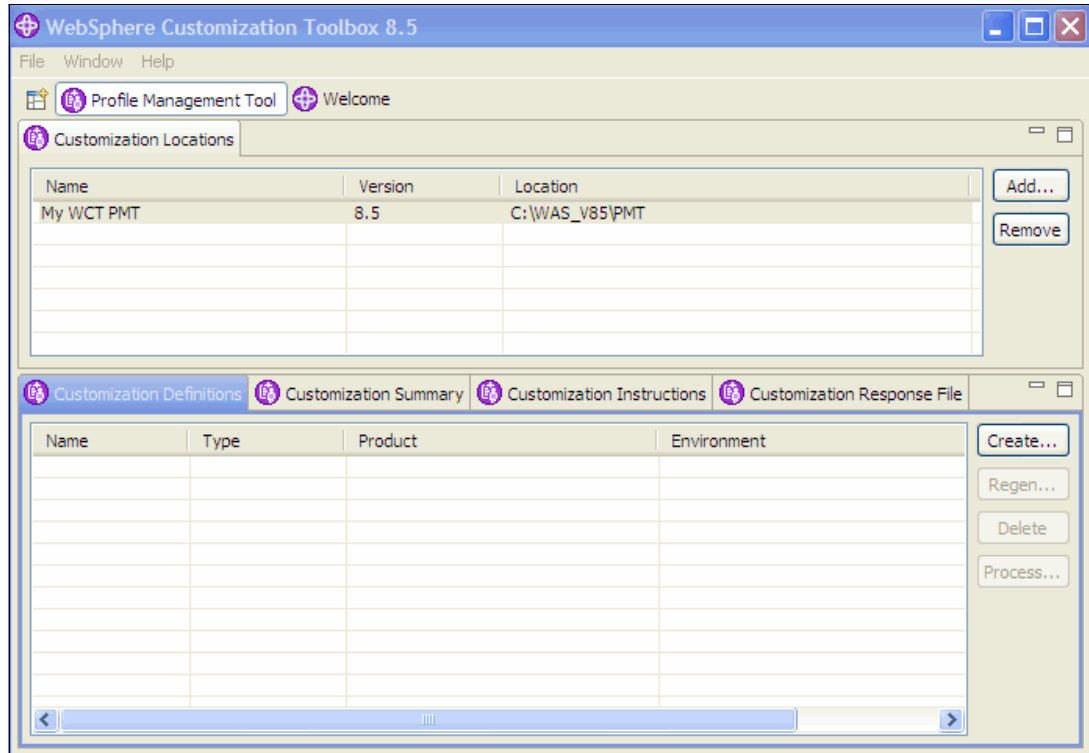 WebSphere Customization Toolbox 8.5
File Window Help
Profile Management Tool Welcome
Customization Locations
Name Version Location
Add...
My WCT PMT 8.5 C:\WAS_V85\PMT
Remove
Customization Definitions Customization Summary Customization Instructions Customization Response File
Name Type Product Environment
Create...
Regen...
Delete
Process...